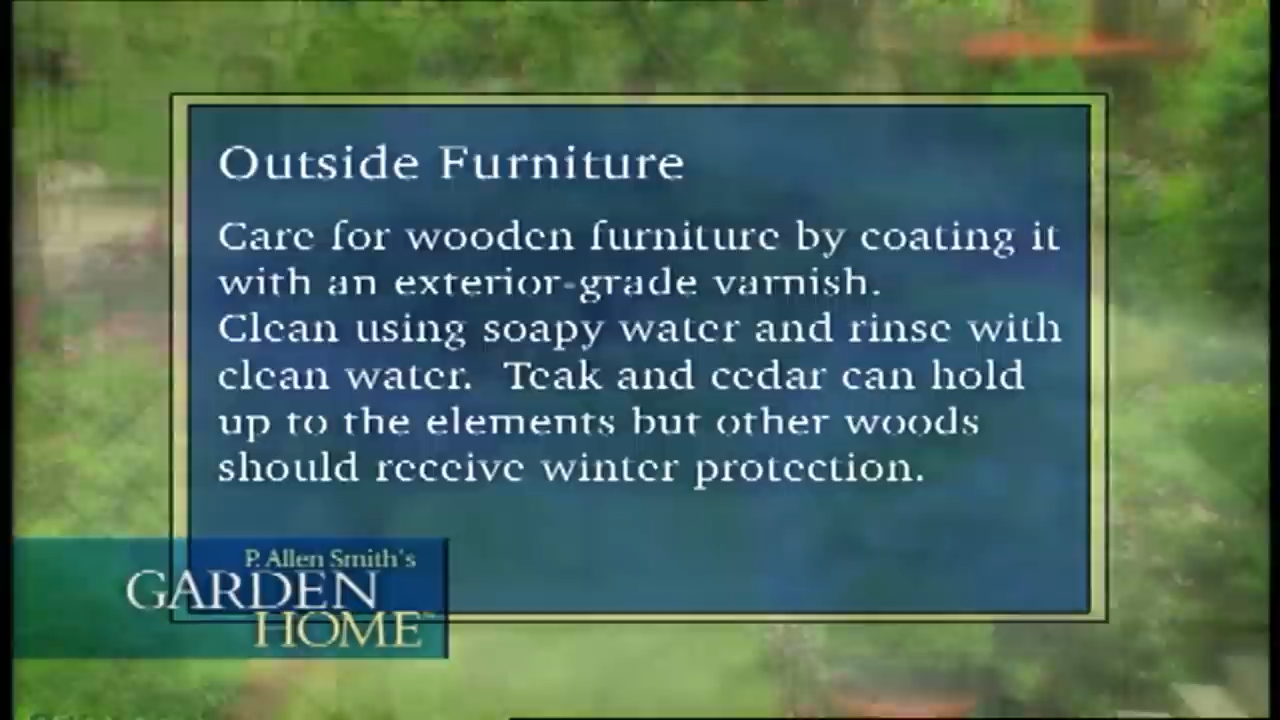 Outside Furniture
Care for wooden furniture by coating it
with an exterior-grade varnish.
Clean using soapy water and rinse with
clean water.  Teak and cedar can hold
up to the elements but other woods
should receive winter protection.
P. Allen Smith's
GARDEN
HOME™